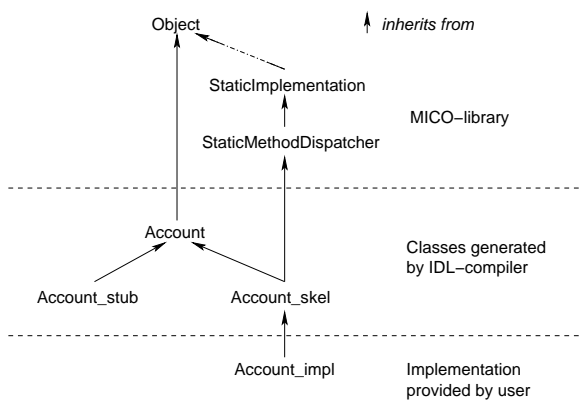 Object
inherits from
StaticImplementation
MICO−library
StaticMethodDispatcher
Account
Classes generated
by IDL−compiler
Account_stub
Account_skel
Account_impl
Implementation
provided by user